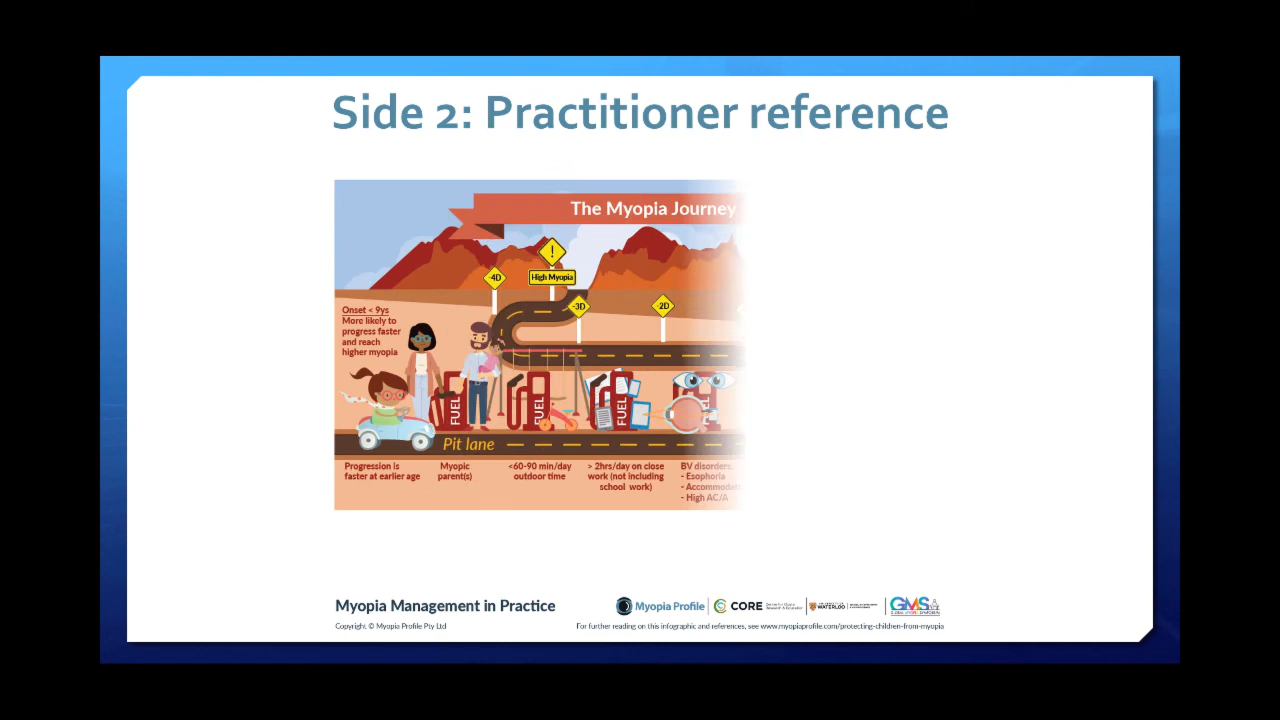 Side 2: Practitioner reference
The Myopia Journey
!
High Myopia
-4D
-3D
-2D
Onset < 9ys
More likely to
progress faster
and reach
higher myopia
FUEL
FUEL
FUEL
FUEL
Pit lane
Progression is
faster at earlier age
Myopic
parent(s)
<60-90 min/day
outdoor time
> 2hrs/day on close
work (not including
school work)
BV disorders:
- Esophoria
- High AC/A
Myopia Management in Practice
Copyright © Myopia Profile Pty Ltd
Myopia Profile
CORE
WATERLOO
GMS
For further reading on this infographic and references, see www.myopiaprofile.com/protecting-children-from-myopia